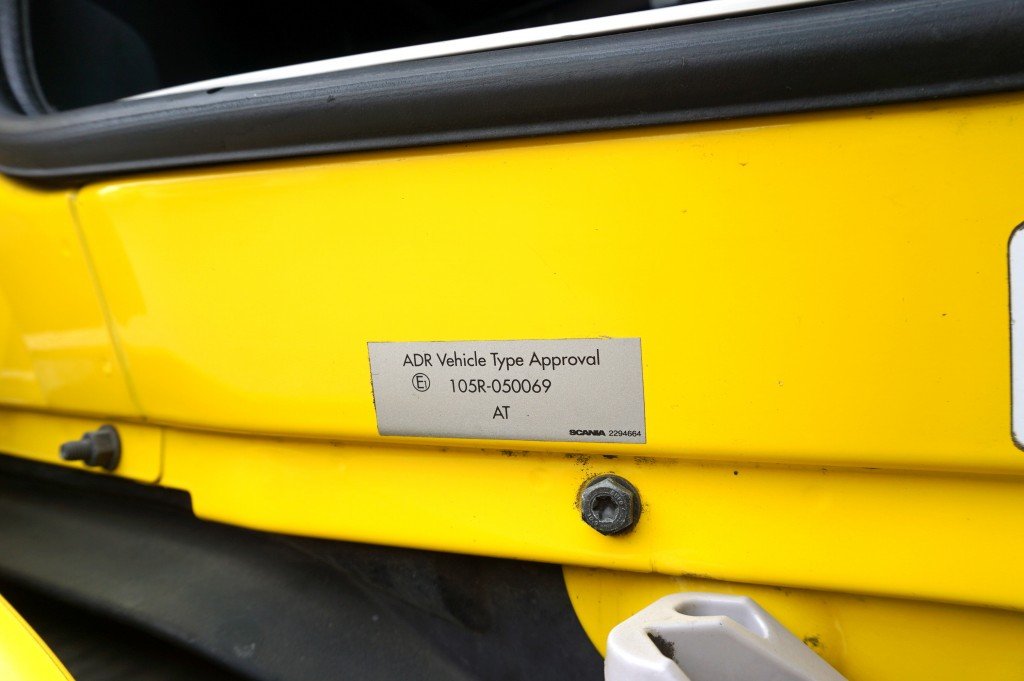 ADR Vehicle Type Approval
E1 105R-050069
AT
SCANIA 2294664